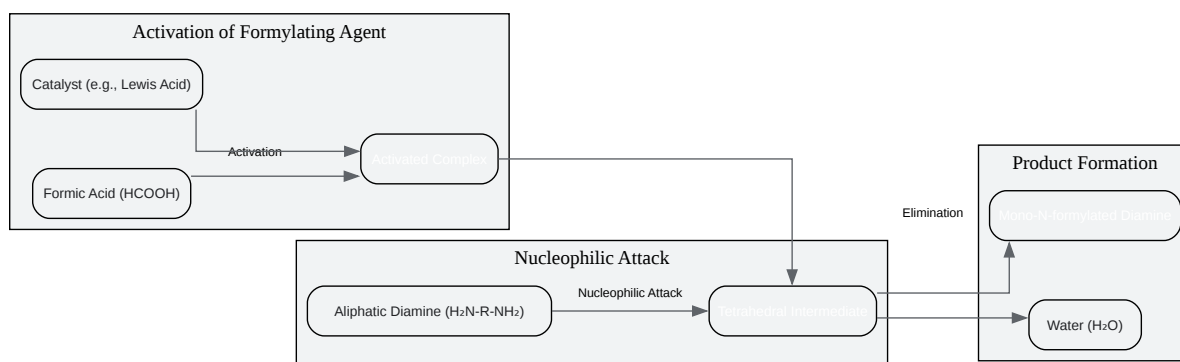 Activation of Formylating Agent
Catalyst (e.g., Lewis Acid)
Activation
Activated Complex
Formic Acid (HCOOH)
Product Formation
Elimination
Mono-N-formylated Diamine
Nucleophilic Attack
Nucleophilic Attack
Aliphatic Diamine (H₂N-R-NH₂)
Tetrahedral Intermediate
Water (H₂O)